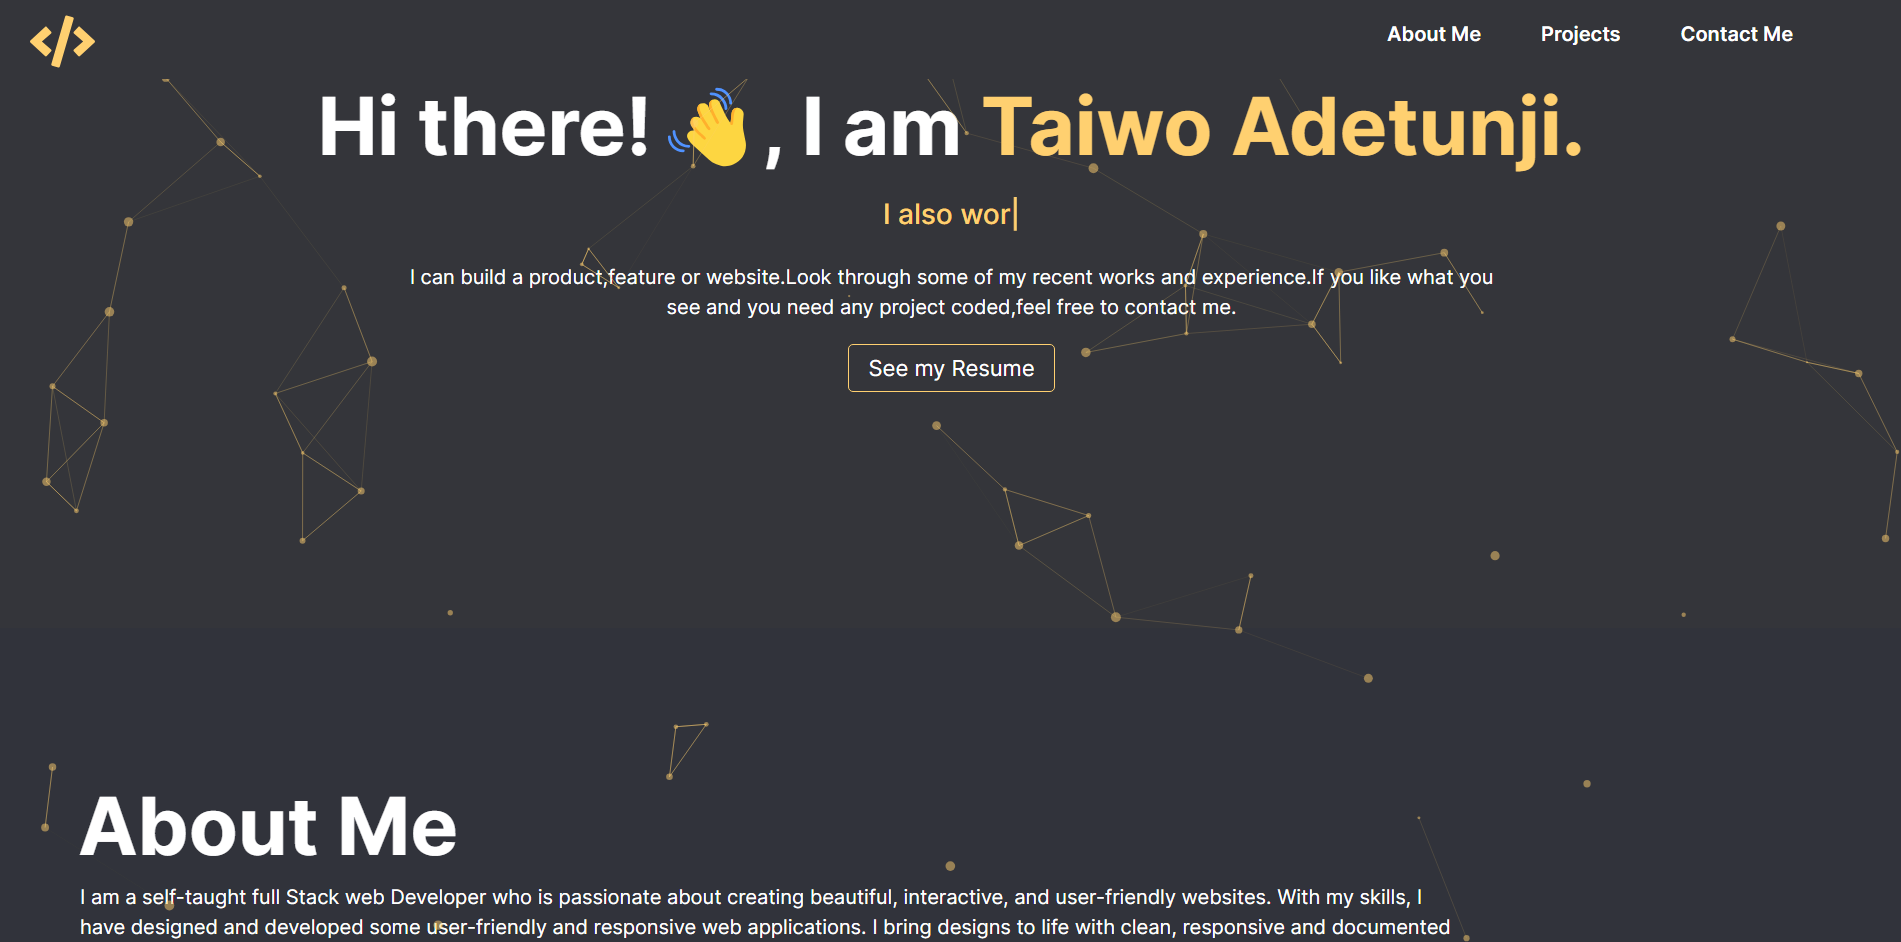 </>
About Me Projects Contact Me
Hi there! 👋, I am Taiwo Adetunji.
I also wor|
I can build a product,feature or website.Look through some of my recent works and experience.If you like what you
see and you need any project coded,feel free to contact me.
See my Resume
About Me
I am a self-taught full Stack web Developer who is passionate about creating beautiful, interactive, and user-friendly websites. With my skills, I
have designed and developed some user-friendly and responsive web applications. I bring designs to life with clean, responsive and documented